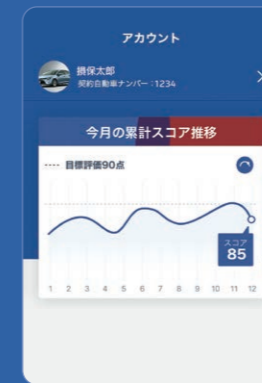 アカウント
損保太郎
契約自動車ナンバー：1234
今月の累計スコア推移
---- 目標評価90点
スコア
85
1 2 3 4 5 6 7 8 9 10 11 12